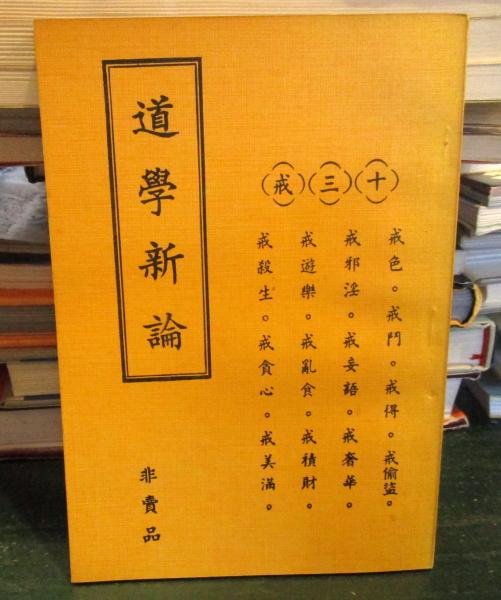 道學新論
(十)(三)(戒)
戒色。戒鬥。戒得。戒偷盜。
戒邪淫。戒妄語。戒奢華。
戒遊樂。戒亂食。戒積財。
戒殺生。戒貪心。戒美滿。
非賣品